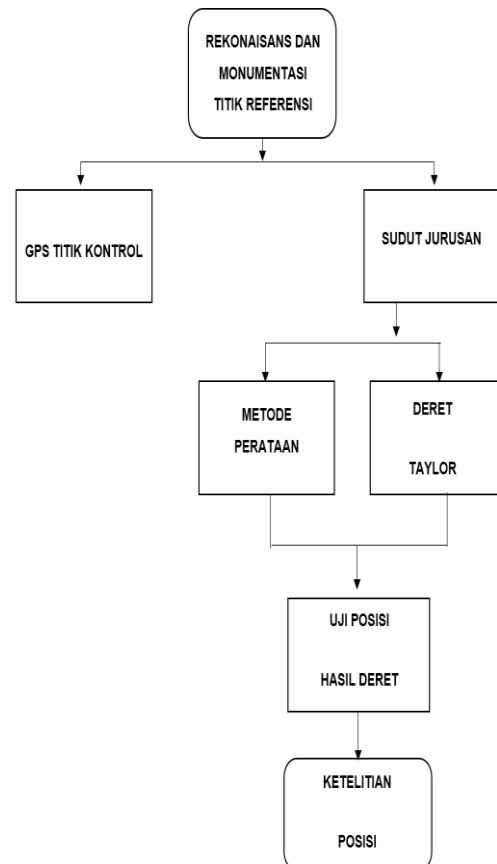 REKONAISANS DAN
MONUMENTASI
TITIK REFERENSI
GPS TITIK KONTROL
SUDUT JURUSAN
METODE
PERATAAN
DERET
TAYLOR
UJI POSISI
HASIL DERET
KETELITIAN
POSISI